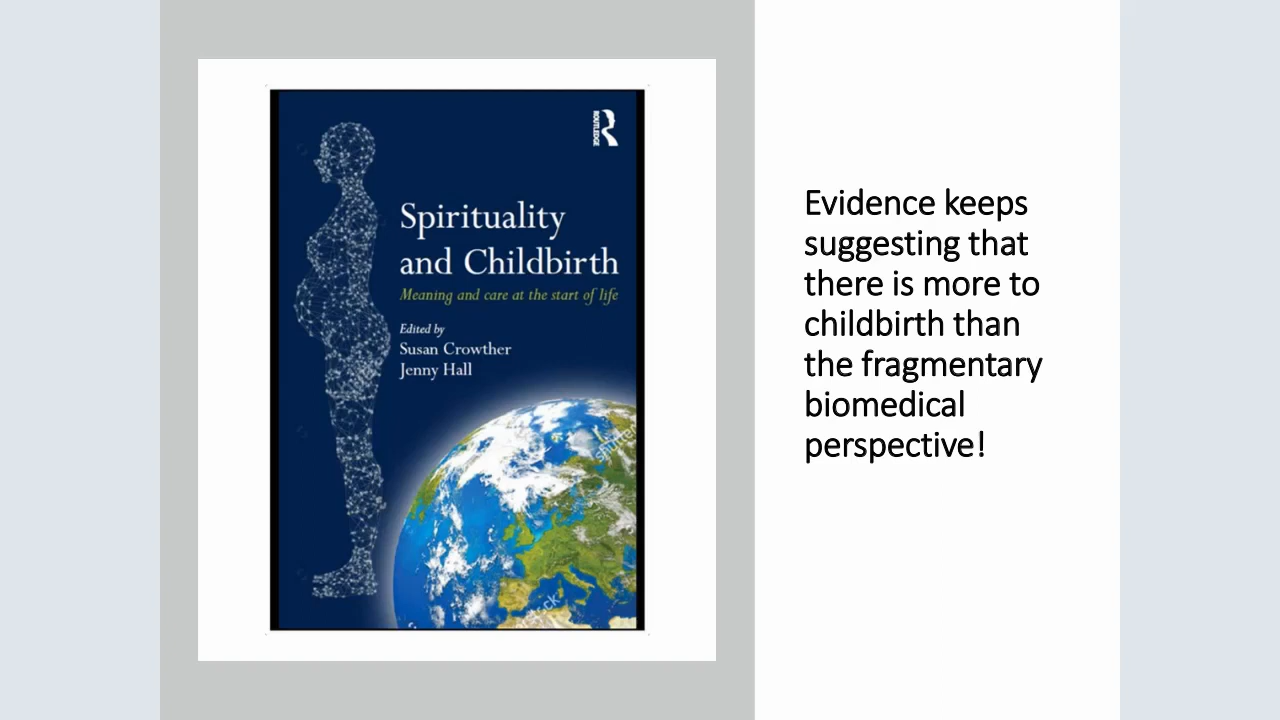 ROUTLEDGE
Spirituality
and Childbirth
Meaning and care at the start of life
Edited by
Susan Crowther
Jenny Hall
Evidence keeps
suggesting that
there is more to
childbirth than
the fragmentary
biomedical
perspective!